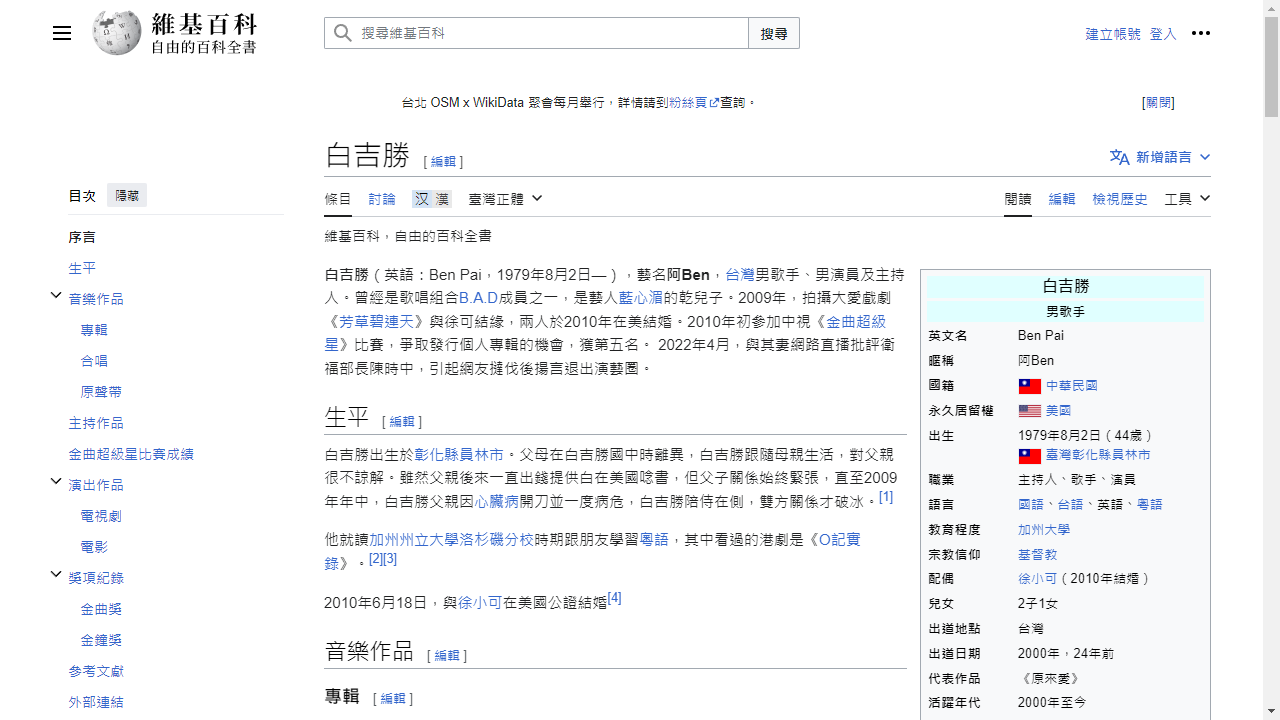 維基百科
自由的百科全書
搜尋維基百科
搜尋
建立帳號 登入
台北 OSM x WikiData 聚會每月舉行，詳情請到粉絲頁查詢。
[關閉]
白吉勝 [ 編輯 ]
新增語言
目次 隱藏
條目 討論 汉 漢 臺灣正體
閱讀 編輯 檢視歷史 工具
序言
生平
音樂作品
專輯
合唱
原聲帶
主持作品
金曲超級星比賽成績
演出作品
電視劇
電影
獎項紀錄
金曲獎
金鐘獎
參考文獻
外部連結
維基百科，自由的百科全書
白吉勝（英語：Ben Pai，1979年8月2日—），藝名阿Ben，台灣男歌手、男演員及主持
人。曾經是歌唱組合B.A.D成員之一，是藝人藍心湄的乾兒子。2009年，拍攝大愛戲劇
《芳草碧連天》與徐可結緣，兩人於2010年在美結婚。2010年初參加中視《金曲超級
星》比賽，爭取發行個人專輯的機會，獲第五名。 2022年4月，與其妻網路直播批評衛
福部長陳時中，引起網友撻伐後揚言退出演藝圈。
生平 [ 編輯 ]
白吉勝出生於彰化縣員林市。父母在白吉勝國中時離異，白吉勝跟隨母親生活，對父親
很不諒解。雖然父親後來一直出錢提供白在美國唸書，但父子關係始終緊張，直至2009
年年中，白吉勝父親因心臟病開刀並一度病危，白吉勝陪侍在側，雙方關係才破冰。[1]
他就讀加州州立大學洛杉磯分校時期跟朋友學習粵語，其中看過的港劇是《O記實
錄》。[2][3]
2010年6月18日，與徐小可在美國公證結婚[4]
音樂作品 [ 編輯 ]
專輯 [ 編輯 ]
白吉勝
男歌手
英文名 Ben Pai
暱稱 阿Ben
國籍 中華民國
永久居留權 美國
出生 1979年8月2日（44歲）
臺灣彰化縣員林市
職業 主持人、歌手、演員
語言 國語、台語、英語、粵語
教育程度 加州大學
宗教信仰 基督教
配偶 徐小可（2010年結婚）
兒女 2子1女
出道地點 台灣
出道日期 2000年，24年前
代表作品 《原來愛》
活躍年代 2000年至今